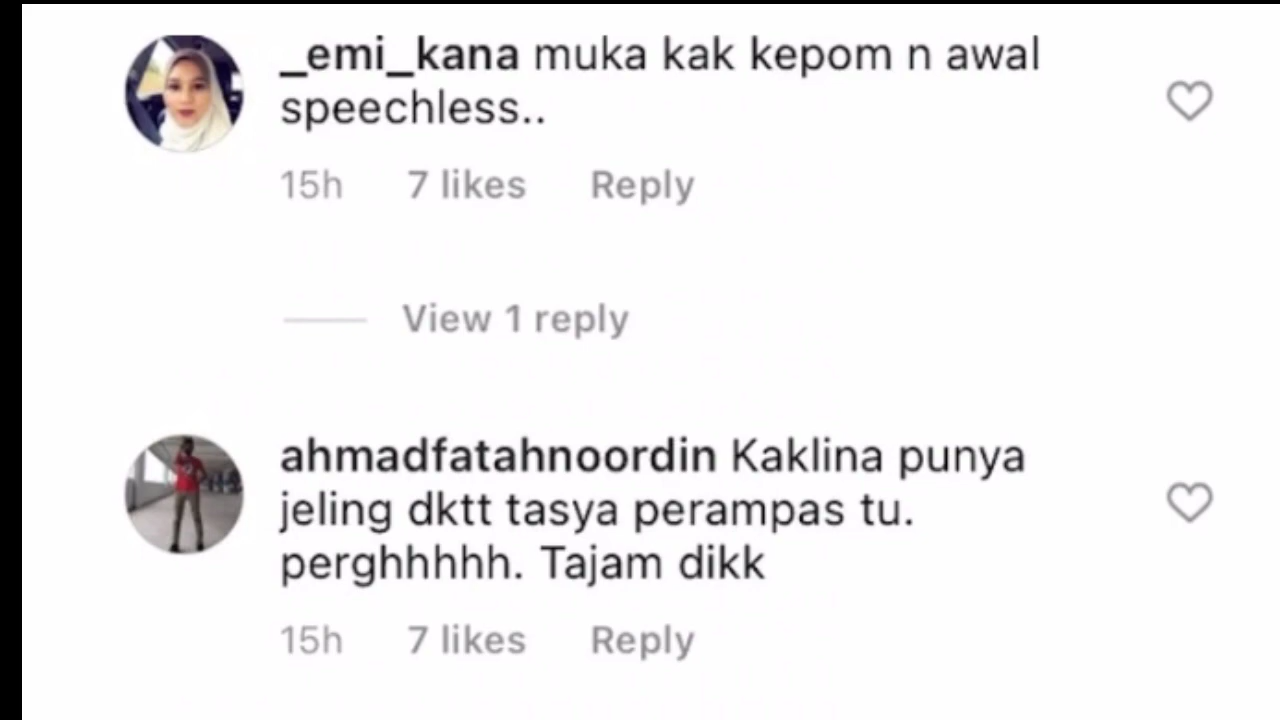 _emi_kana muka kak kepom n awal
speechless..
15h 7 likes Reply
View 1 reply
ahmadfatahnoordin Kaklina punya
jeling dktt tasya perampas tu.
perghhhhh. Tajam dikk
15h 7 likes Reply